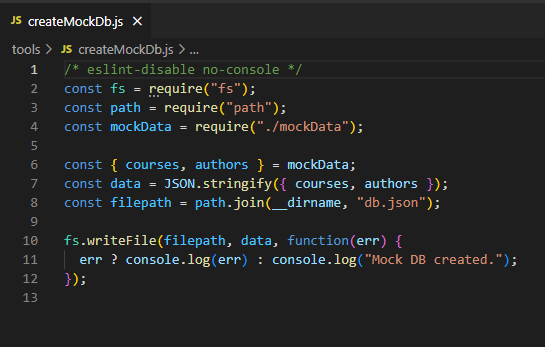 JS createMockDb.js ×
tools > JS createMockDb.js > ...
1 /* eslint-disable no-console */
2 const fs = require("fs");
3 const path = require("path");
4 const mockData = require("./mockData");
5
6 const { courses, authors } = mockData;
7 const data = JSON.stringify({ courses, authors });
8 const filepath = path.join(__dirname, "db.json");
9
10 fs.writeFile(filepath, data, function(err) {
11   err ? console.log(err) : console.log("Mock DB created.");
12 });
13